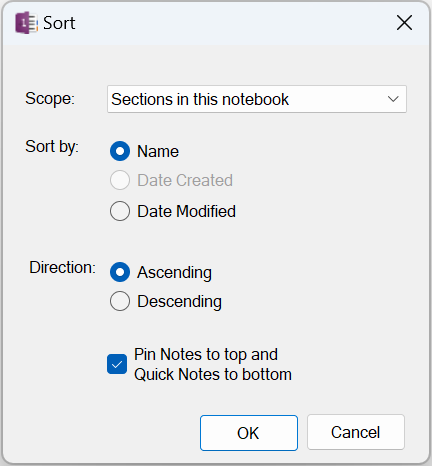 Sort
Scope: Sections in this notebook
Sort by: Name
Date Created
Date Modified
Direction: Ascending
Descending
Pin Notes to top and
Quick Notes to bottom
OK Cancel